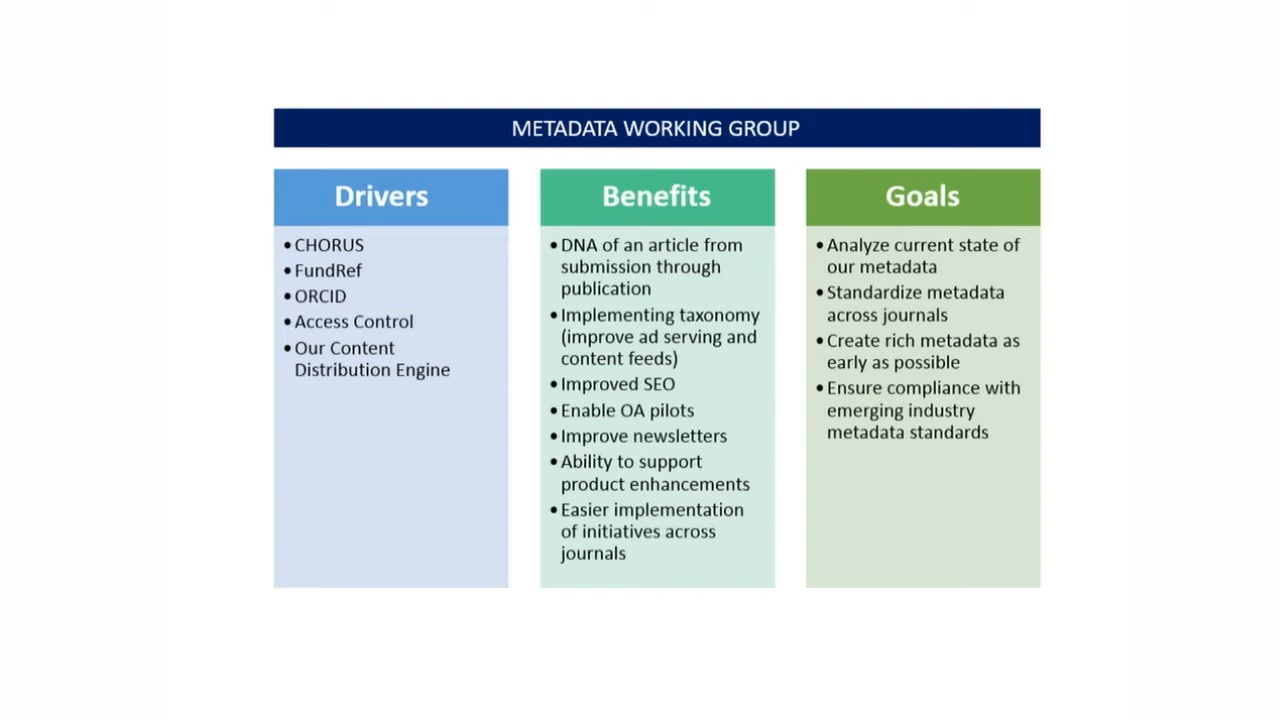 METADATA WORKING GROUP
Drivers
• CHORUS
• FundRef
• ORCID
• Access Control
• Our Content
Distribution Engine
Benefits
• DNA of an article from
submission through
publication
• Implementing taxonomy
(improve ad serving and
content feeds)
• Improved SEO
• Enable OA pilots
• Improve newsletters
• Ability to support
product enhancements
• Easier implementation
of initiatives across
journals
Goals
• Analyze current state of
our metadata
• Standardize metadata
across journals
• Create rich metadata as
early as possible
• Ensure compliance with
emerging industry
metadata standards